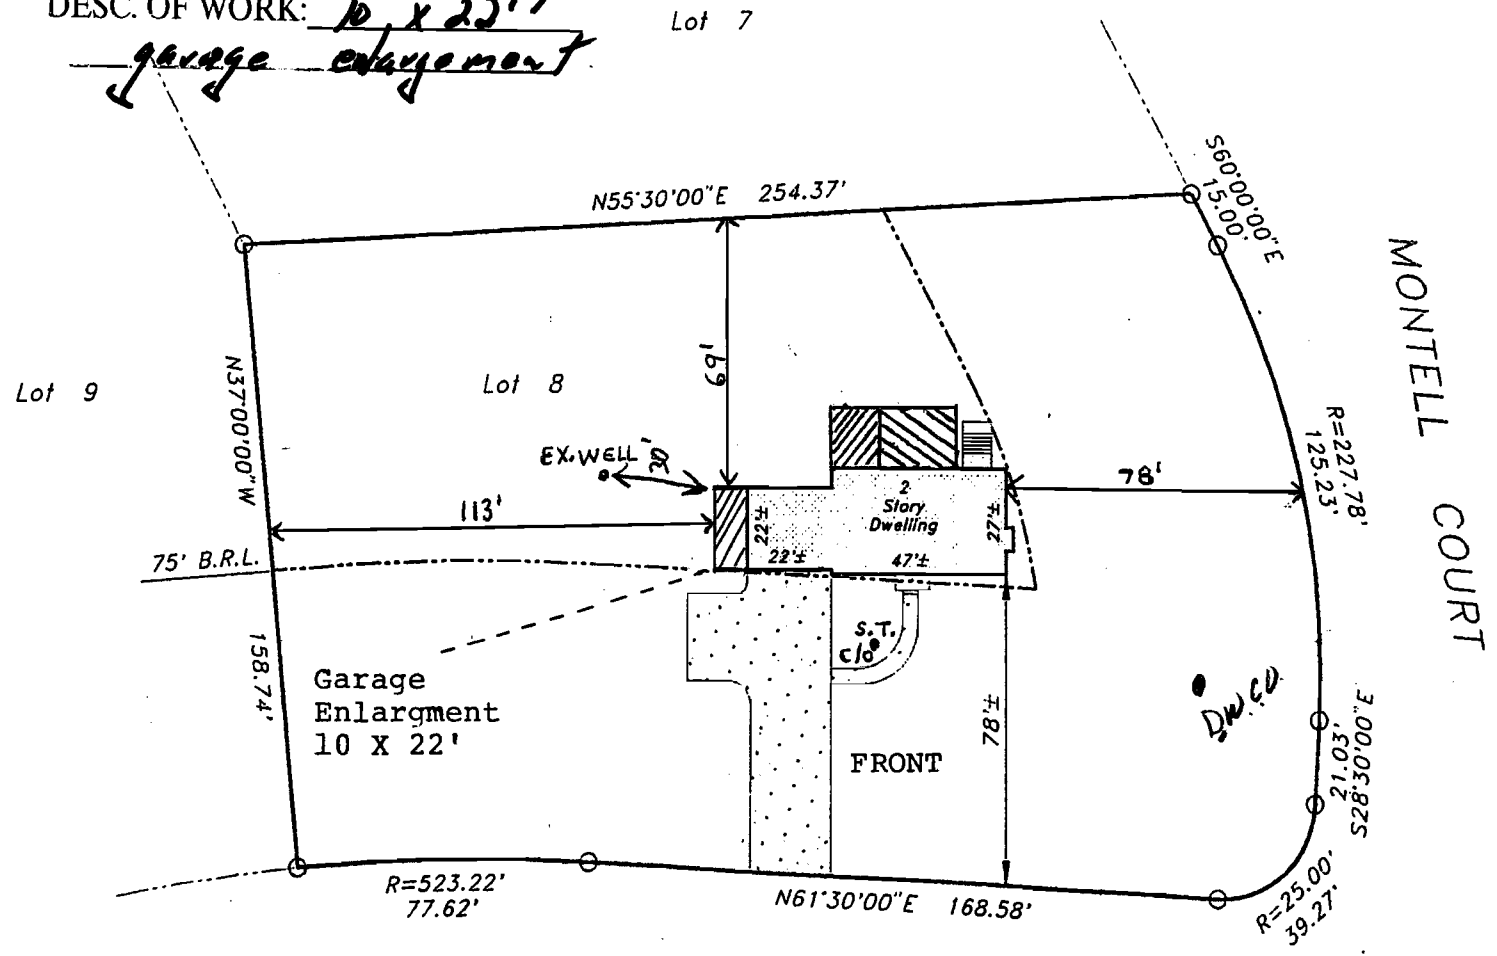 DESC. OF WORK: 10 X 22'
garage enlargement
Lot 7
N55°30'00"E 254.37'
S60°00'00"E
15.00'
MONTELL COURT
R=227.78'
125.23'
Lot 9
N37°00'00"W
158.74'
Lot 8
69'
EX. WELL 30'
113'
78'
2
Story
Dwelling
22'±
22'±
27'±
47'±
75' B.R.L.
S.T.
c/o
Garage
Enlargment
10 X 22'
78'±
FRONT
D.W.C.O.
21.03'
S28°30'00"E
R=523.22'
77.62'
N61°30'00"E 168.58'
R=25.00'
39.27'